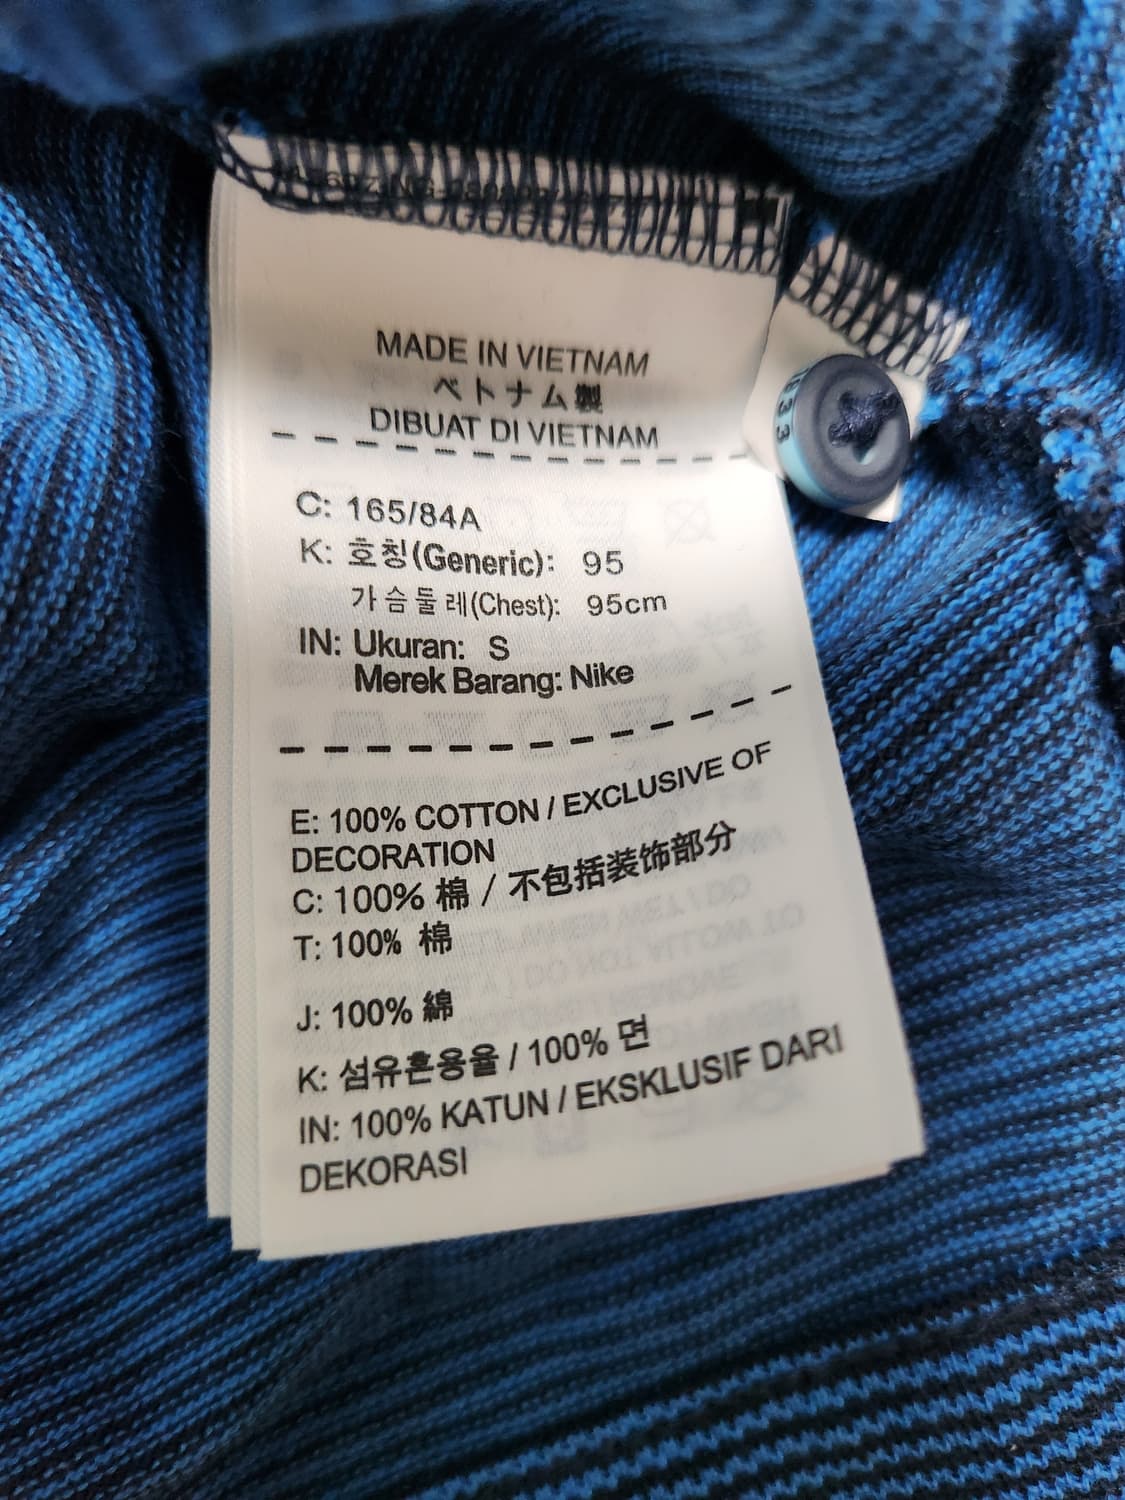 MADE IN VIETNAM
ベトナム製
DIBUAT DI VIETNAM
C: 165/84A
K: 호칭(Generic): 95
가슴둘레(Chest): 95cm
IN: Ukuran: S
Merek Barang: Nike
E: 100% COTTON / EXCLUSIVE OF
DECORATION
C: 100% 棉 / 不包括装饰部分
T: 100% 棉
J: 100% 綿
K: 섬유혼용율 / 100% 면
IN: 100% KATUN / EKSKLUSIF DARI
DEKORASI